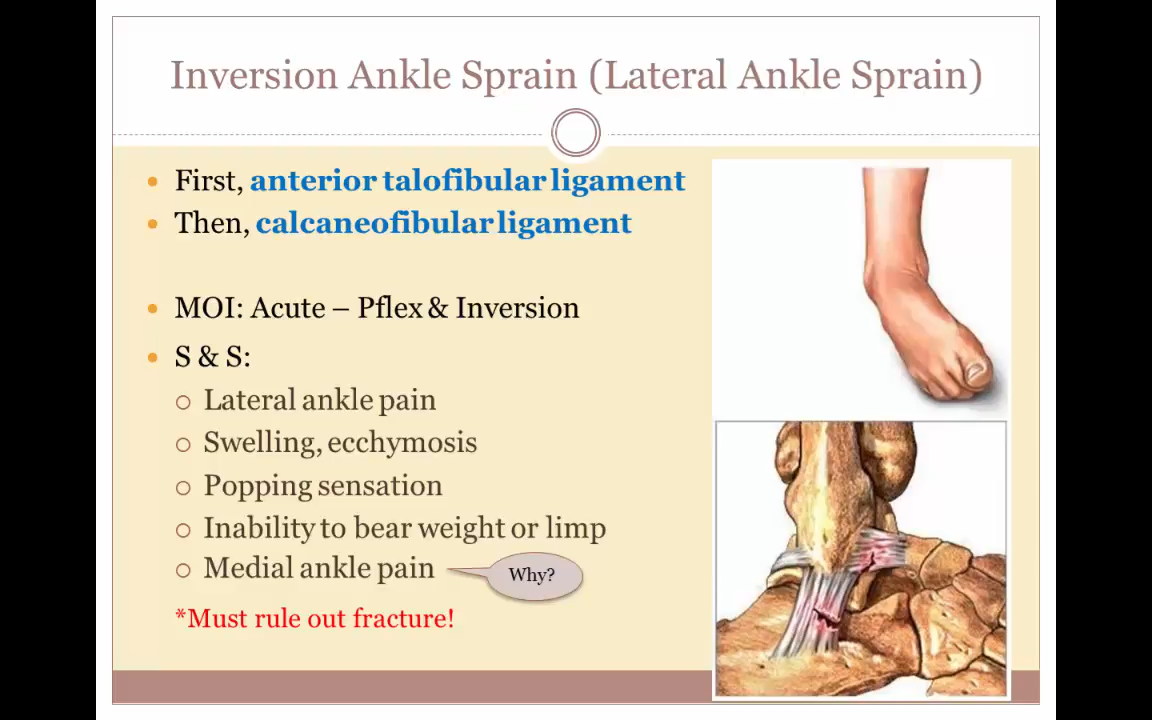 Inversion Ankle Sprain (Lateral Ankle Sprain)
First, anterior talofibular ligament
Then, calcaneofibular ligament
MOI: Acute – Pflex & Inversion
S & S:
Lateral ankle pain
Swelling, ecchymosis
Popping sensation
Inability to bear weight or limp
Medial ankle pain
Why?
*Must rule out fracture!